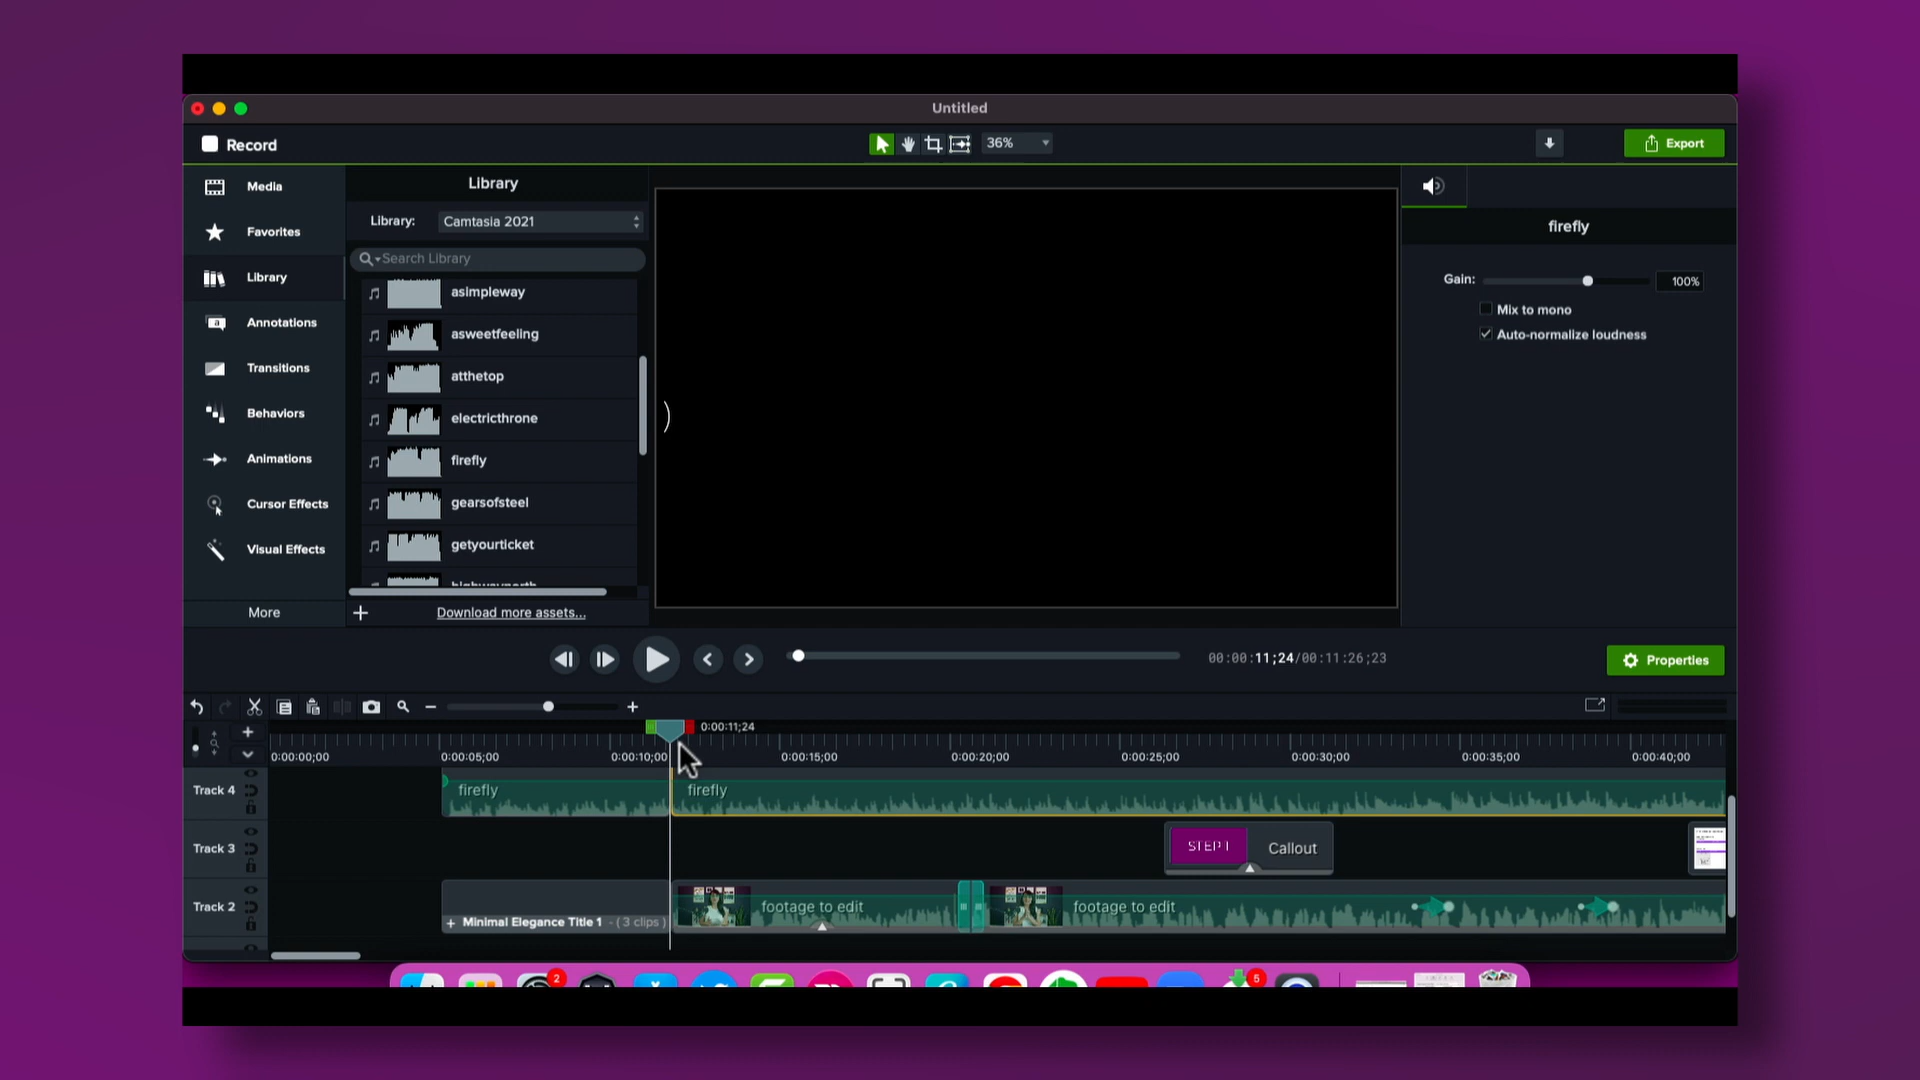 Untitled
Record
36%
Export
Media
Favorites
Library
Annotations
Transitions
Behaviors
Animations
Cursor Effects
Visual Effects
More
Library
Library: Camtasia 2021
Search Library
asimpleway
asweetfeeling
atthetop
electricthrone
firefly
gearsofsteel
getyourticket
Download more assets...
firefly
Gain: 100%
Mix to mono
Auto-normalize loudness
00:00:11;24/00:11:26;23
Properties
0:00:11;24
0:00:00;00 0:00:05;00 0:00:10;00 0:00:15;00 0:00:20;00 0:00:25;00 0:00:30;00 0:00:35;00 0:00:40;00
Track 4 firefly firefly
Track 3 STEP 1 Callout
Track 2 footage to edit footage to edit
+ Minimal Elegance Title 1 - (3 clips)
2 5